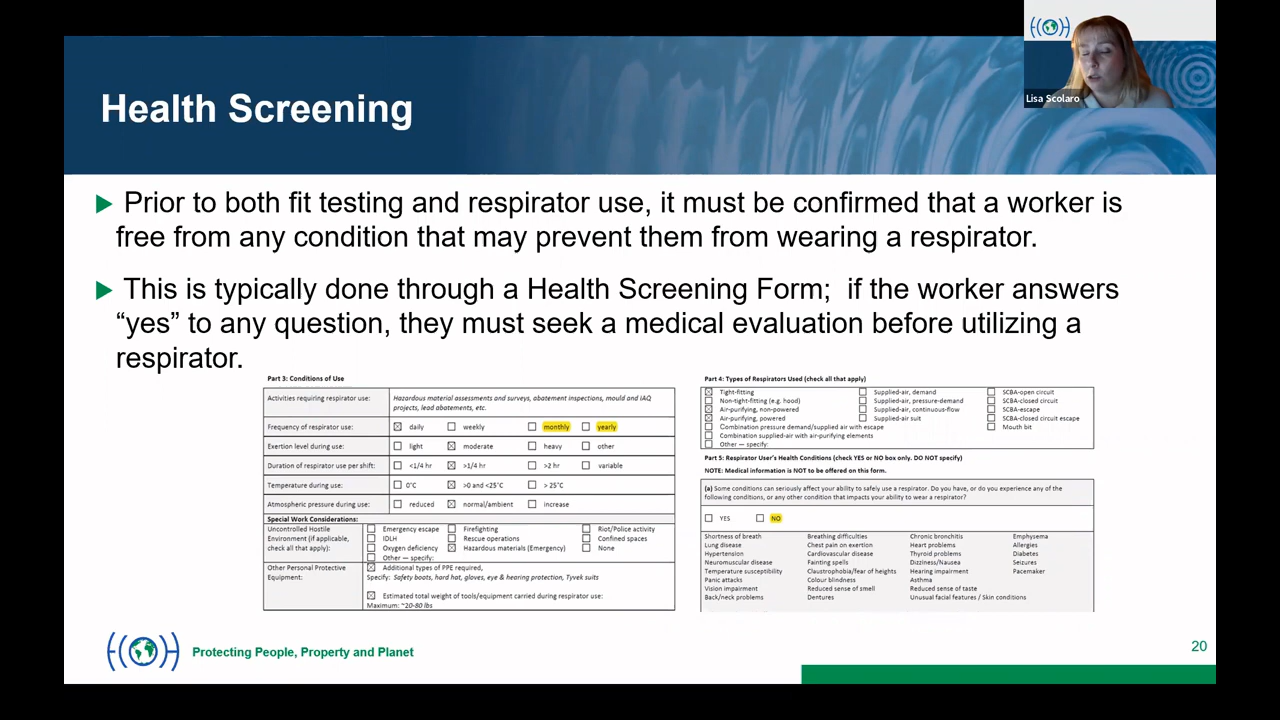 Lisa Scolaro
Health Screening
Prior to both fit testing and respirator use, it must be confirmed that a worker is
free from any condition that may prevent them from wearing a respirator.
This is typically done through a Health Screening Form;  if the worker answers
“yes” to any question, they must seek a medical evaluation before utilizing a
respirator.
Part 3: Conditions of Use
Activities requiring respirator use: Hazardous material assessments and surveys, abatement inspections, mould and IAQ
projects, lead abatements, etc.
Frequency of respirator use: ☒ daily ☐ weekly ☐ monthly ☐ yearly
Exertion level during use: ☐ light ☒ moderate ☐ heavy ☐ other
Duration of respirator use per shift: ☐ <1/4 hr ☒ >1/4 hr ☐ >2 hr ☐ variable
Temperature during use: ☐ 0°C ☒ >0 and <25°C ☐ > 25°C
Atmospheric pressure during use: ☐ reduced ☒ normal/ambient ☐ increase
Special Work Considerations:
Uncontrolled Hostile ☐ Emergency escape ☐ Firefighting ☐ Riot/Police activity
Environment (if applicable, ☐ IDLH ☐ Rescue operations ☐ Confined spaces
check all that apply): ☐ Oxygen deficiency ☒ Hazardous materials (Emergency) ☐ None
☐ Other — specify:
Other Personal Protective ☒ Additional types of PPE required,
Equipment: Specify: Safety boots, hard hat, gloves, eye & hearing protection, Tyvek suits
☒ Estimated total weight of tools/equipment carried during respirator use:
Maximum: ~20-80 lbs
Part 4: Types of Respirators Used (check all that apply)
☒ Tight-fitting ☐ Supplied-air, demand ☐ SCBA-open circuit
☐ Non-tight-fitting (e.g. hood) ☐ Supplied-air, pressure-demand ☐ SCBA-closed circuit
☒ Air-purifying, non-powered ☐ Supplied-air, continuous-flow ☐ SCBA-escape
☒ Air-purifying, powered ☐ Supplied-air suit ☐ SCBA-closed circuit escape
☐ Combination pressure demand/supplied air with escape ☐ Mouth bit
☐ Combination supplied-air with air-purifying elements
☐ Other — specify:
Part 5: Respirator User's Health Conditions (check YES or NO box only. DO NOT specify)
NOTE: Medical information is NOT to be offered on this form.
(a) Some conditions can seriously affect your ability to safely use a respirator. Do you have, or do you experience any of the
following conditions, or any other condition that impacts your ability to wear a respirator?
☐ YES ☐ NO
Shortness of breath Breathing difficulties Chronic bronchitis Emphysema
Lung disease Chest pain on exertion Heart problems Allergies
Hypertension Cardiovascular disease Thyroid problems Diabetes
Neuromuscular disease Fainting spells Dizziness/Nausea Seizures
Temperature susceptibility Claustrophobia/fear of heights Hearing impairment Pacemaker
Panic attacks Colour blindness Asthma
Vision impairment Reduced sense of smell Reduced sense of taste
Back/neck problems Dentures Unusual facial features / Skin conditions
Protecting People, Property and Planet
20